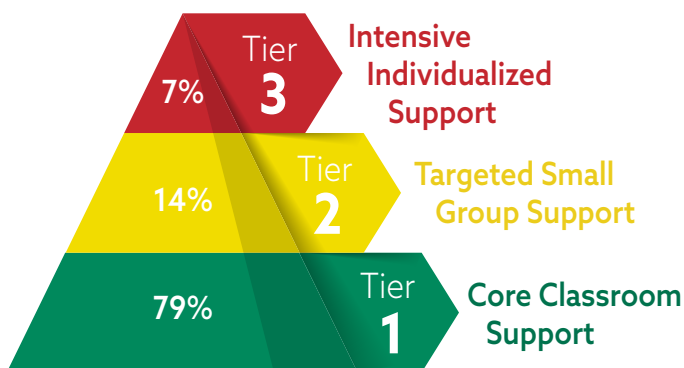 Tier
3
7%
Intensive
Individualized
Support
Tier
2
14%
Targeted Small
Group Support
Tier
1
79%
Core Classroom
Support